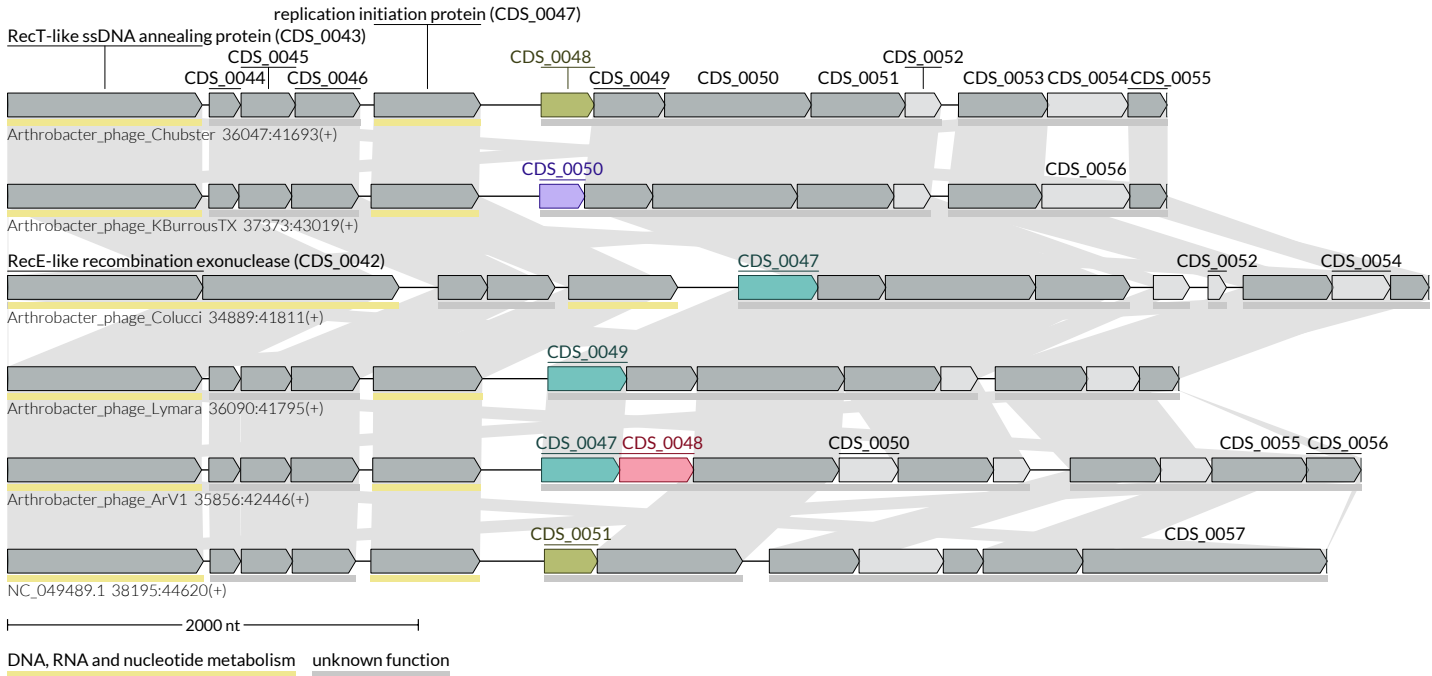 replication initiation protein (CDS_0047)
RecT-like ssDNA annealing protein (CDS_0043)
CDS_0045 CDS_0048 CDS_0052
CDS_0044 CDS_0046 CDS_0049 CDS_0050 CDS_0051 CDS_0053 CDS_0054 CDS_0055
Arthrobacter_phage_Chubster 36047:41693(+)
CDS_0050 CDS_0056
Arthrobacter_phage_KBurrousTX 37373:43019(+)
RecE-like recombination exonuclease (CDS_0042) CDS_0047 CDS_0052 CDS_0054
Arthrobacter_phage_Colucci 34889:41811(+)
CDS_0049
Arthrobacter_phage_Lymara 36090:41795(+)
CDS_0047 CDS_0048 CDS_0050 CDS_0055 CDS_0056
Arthrobacter_phage_ArV1 35856:42446(+)
CDS_0051 CDS_0057
NC_049489.1 38195:44620(+)
2000 nt
DNA, RNA and nucleotide metabolism unknown function